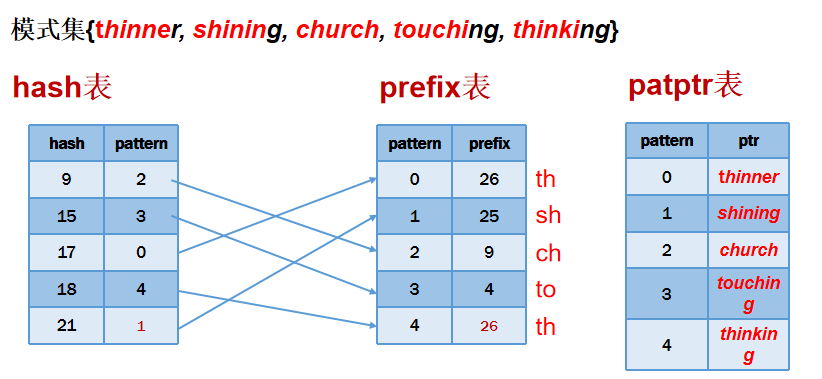 模式集{thinner, shining, church, touching, thinking}
hash表
prefix表
patptr表
hash pattern
9 2
15 3
17 0
18 4
21 1
pattern prefix
0 26 th
1 25 sh
2 9 ch
3 4 to
4 26 th
pattern ptr
0 thinner
1 shining
2 church
3 touchin
g
4 thinkin
g